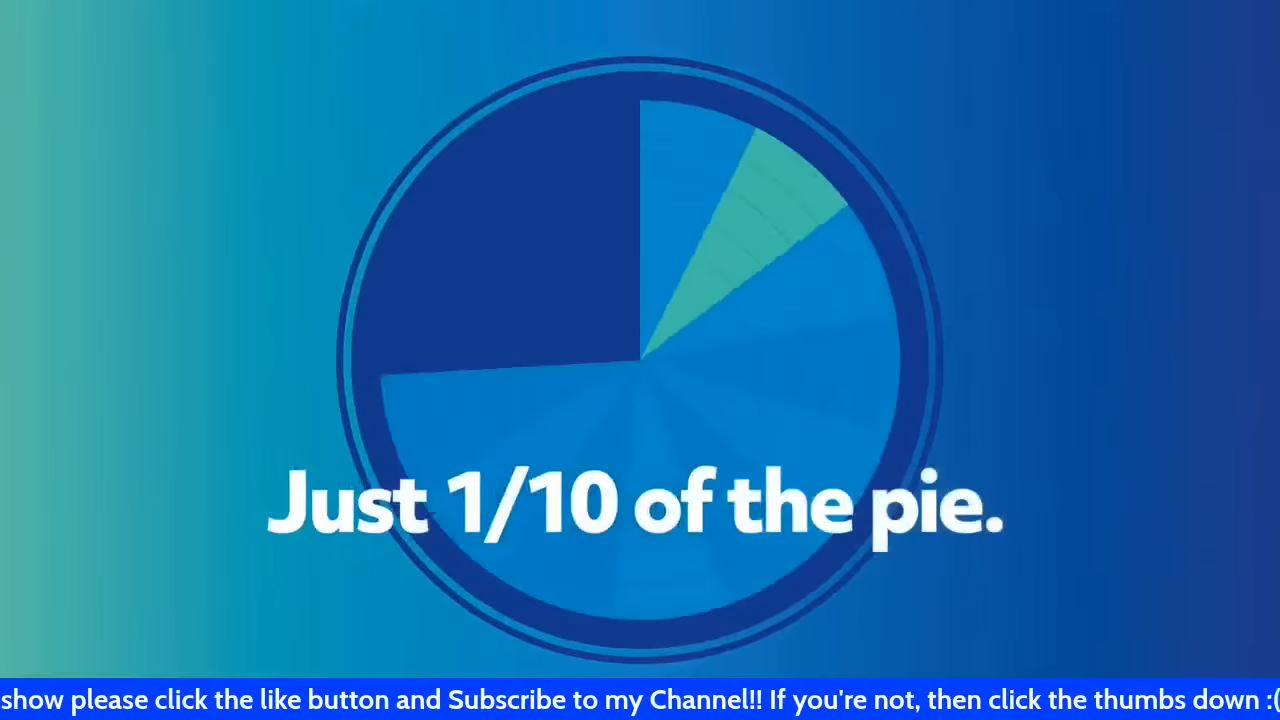 Just 1/10 of the pie.
show please click the like button and Subscribe to my Channel!! If you're not, then click the thumbs down :(